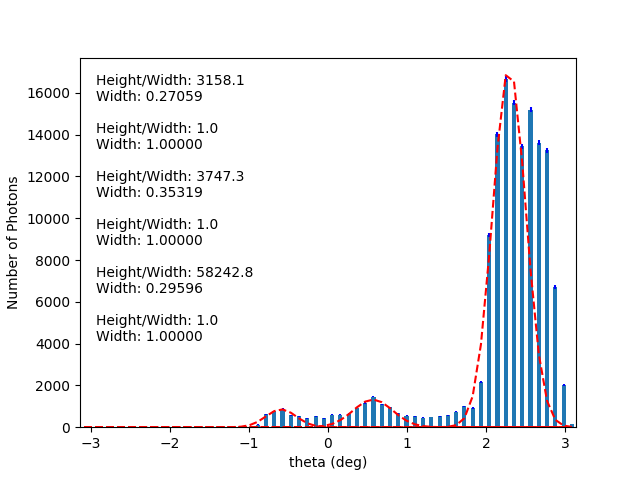 Height/Width: 3158.1
Width: 0.27059
Height/Width: 1.0
Width: 1.00000
Height/Width: 3747.3
Width: 0.35319
Height/Width: 1.0
Width: 1.00000
Height/Width: 58242.8
Width: 0.29596
Height/Width: 1.0
Width: 1.00000
Number of Photons
16000
14000
12000
10000
8000
6000
4000
2000
0
−3 −2 −1 0 1 2 3
theta (deg)